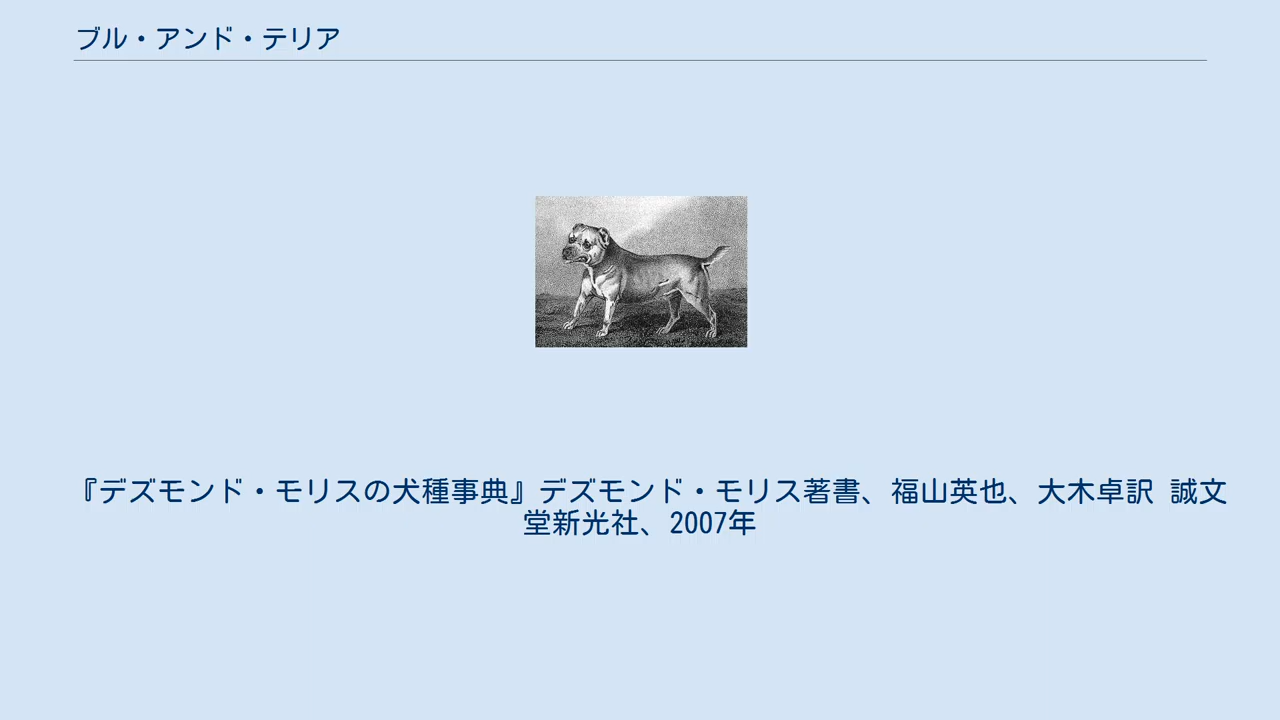 ブル・アンド・テリア
『デズモンド・モリスの犬種事典』デズモンド・モリス著書、福山英也、大木卓訳 誠文
堂新光社、2007年